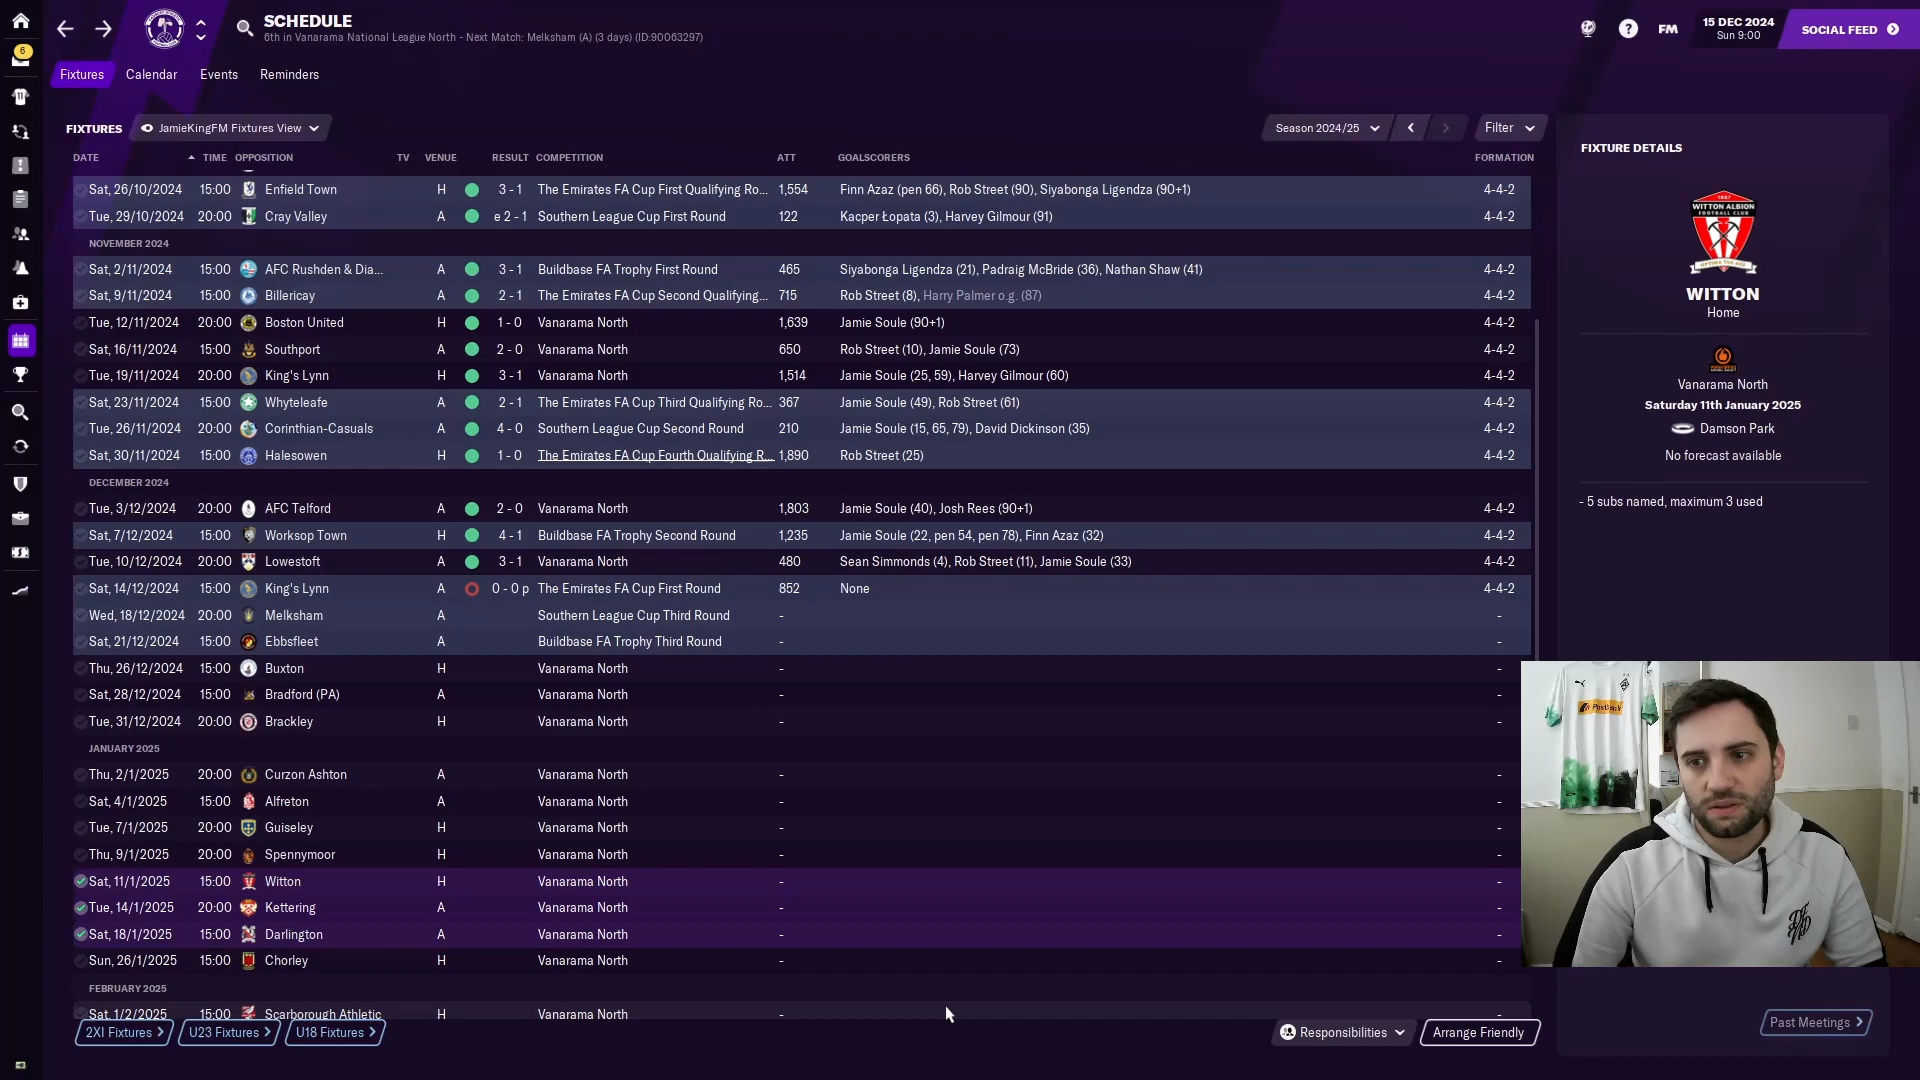 SCHEDULE
6th in Vanarama National League North - Next Match: Melksham (A) (3 days) (ID:90063297)
FM
15 DEC 2024
Sun 9:00
SOCIAL FEED
6
Fixtures Calendar Events Reminders
FIXTURES JamieKingFM Fixtures View
Season 2024/25 Filter
DATE TIME OPPOSITION TV VENUE RESULT COMPETITION ATT GOALSCORERS FORMATION
Sat, 26/10/2024 15:00 Enfield Town H 3 - 1 The Emirates FA Cup First Qualifying Ro... 1,554 Finn Azaz (pen 66), Rob Street (90), Siyabonga Ligendza (90+1) 4-4-2
Tue, 29/10/2024 20:00 Cray Valley A e 2 - 1 Southern League Cup First Round 122 Kacper Łopata (3), Harvey Gilmour (91) 4-4-2
NOVEMBER 2024
Sat, 2/11/2024 15:00 AFC Rushden & Dia... A 3 - 1 Buildbase FA Trophy First Round 465 Siyabonga Ligendza (21), Padraig McBride (36), Nathan Shaw (41) 4-4-2
Sat, 9/11/2024 15:00 Billericay A 2 - 1 The Emirates FA Cup Second Qualifying... 715 Rob Street (8), Harry Palmer o.g. (87) 4-4-2
Tue, 12/11/2024 20:00 Boston United H 1 - 0 Vanarama North 1,639 Jamie Soule (90+1) 4-4-2
Sat, 16/11/2024 15:00 Southport A 2 - 0 Vanarama North 650 Rob Street (10), Jamie Soule (73) 4-4-2
Tue, 19/11/2024 20:00 King's Lynn H 3 - 1 Vanarama North 1,514 Jamie Soule (25, 59), Harvey Gilmour (60) 4-4-2
Sat, 23/11/2024 15:00 Whyteleafe A 2 - 1 The Emirates FA Cup Third Qualifying Ro... 367 Jamie Soule (49), Rob Street (61) 4-4-2
Tue, 26/11/2024 20:00 Corinthian-Casuals A 4 - 0 Southern League Cup Second Round 210 Jamie Soule (15, 65, 79), David Dickinson (35) 4-4-2
Sat, 30/11/2024 15:00 Halesowen H 1 - 0 The Emirates FA Cup Fourth Qualifying R... 1,890 Rob Street (25) 4-4-2
DECEMBER 2024
Tue, 3/12/2024 20:00 AFC Telford A 2 - 0 Vanarama North 1,803 Jamie Soule (40), Josh Rees (90+1) 4-4-2
Sat, 7/12/2024 15:00 Worksop Town H 4 - 1 Buildbase FA Trophy Second Round 1,235 Jamie Soule (22, pen 54, pen 78), Finn Azaz (32) 4-4-2
Tue, 10/12/2024 20:00 Lowestoft A 3 - 1 Vanarama North 480 Sean Simmonds (4), Rob Street (11), Jamie Soule (33) 4-4-2
Sat, 14/12/2024 15:00 King's Lynn A 0 - 0 p The Emirates FA Cup First Round 852 None 4-4-2
Wed, 18/12/2024 20:00 Melksham A Southern League Cup Third Round - -
Sat, 21/12/2024 15:00 Ebbsfleet A Buildbase FA Trophy Third Round - -
Thu, 26/12/2024 15:00 Buxton H Vanarama North - -
Sat, 28/12/2024 15:00 Bradford (PA) A Vanarama North - -
Tue, 31/12/2024 20:00 Brackley H Vanarama North - -
JANUARY 2025
Thu, 2/1/2025 20:00 Curzon Ashton A Vanarama North - -
Sat, 4/1/2025 15:00 Alfreton A Vanarama North - -
Tue, 7/1/2025 20:00 Guiseley H Vanarama North - -
Thu, 9/1/2025 20:00 Spennymoor H Vanarama North - -
Sat, 11/1/2025 15:00 Witton H Vanarama North - -
Tue, 14/1/2025 20:00 Kettering A Vanarama North - -
Sat, 18/1/2025 15:00 Darlington A Vanarama North - -
Sun, 26/1/2025 15:00 Chorley H Vanarama North - -
FEBRUARY 2025
Sat, 1/2/2025 15:00 Scarborough Athletic H Vanarama North - -
2XI Fixtures U23 Fixtures U18 Fixtures
Responsibilities Arrange Friendly
FIXTURE DETAILS
1887
WITTON ALBION
FOOTBALL CLUB
WITTON
Home
Vanarama North
Saturday 11th January 2025
Damson Park
No forecast available
- 5 subs named, maximum 3 used
Past Meetings